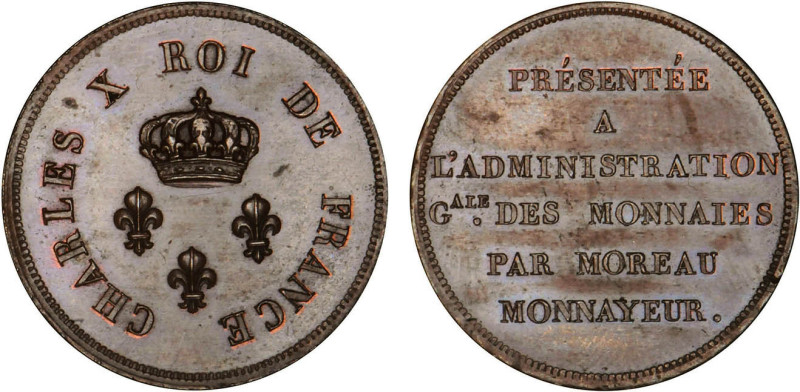 CHARLES X ROI DE FRANCE
PRÉSENTÉE
A
L'ADMINISTRATION
GALE. DES MONNAIES
PAR MOREAU
MONNAYEUR.